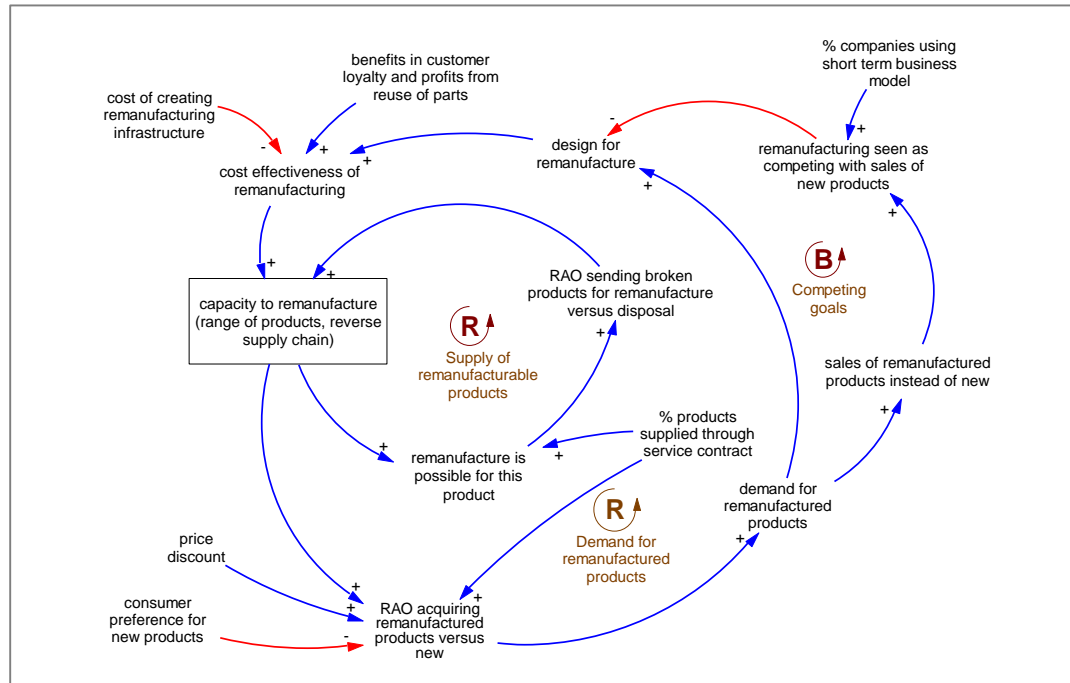 benefits in customer
loyalty and profits from
reuse of parts
% companies using
short term business
model
cost of creating
remanufacturing
infrastructure
-
+
+
cost effectiveness of
remanufacturing
-
design for
remanufacture
+
+
remanufacturing seen as
competing with sales of
new products
+
+
+
capacity to remanufacture
(range of products, reverse
supply chain)
RAO sending broken
products for remanufacture
versus disposal
+
B
Competing
goals
R
Supply of
remanufacturable
products
sales of remanufactured
products instead of new
+
% products
supplied through
service contract
+
+
remanufacture is
possible for this
product
demand for
remanufactured
products
+
R
Demand for
remanufactured
products
price
discount
consumer
preference for
new products
+
+
+
-
RAO acquiring
remanufactured
products versus
new